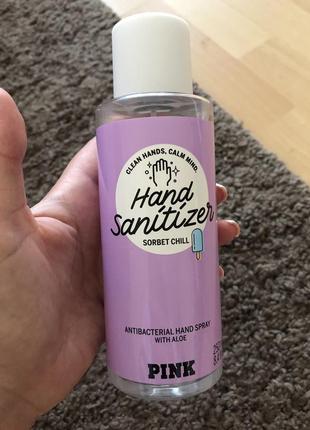 CLEAN HANDS, CALM MIND.
Hand
Sanitizer
SORBET CHILL
ANTIBACTERIAL HAND SPRAY
WITH ALOE
PINK